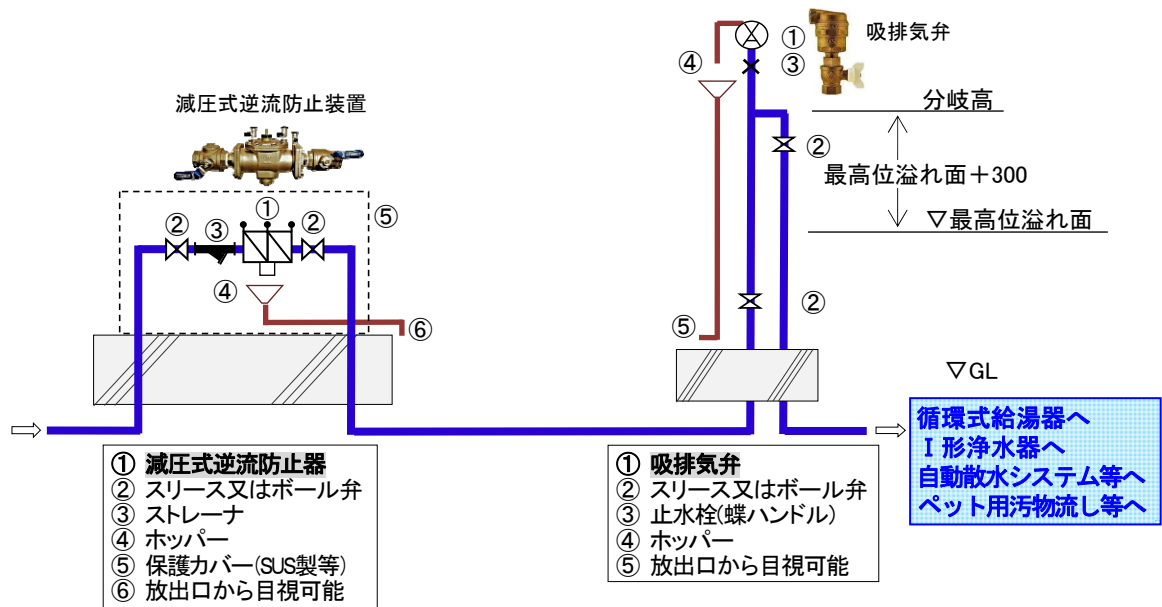 減圧式逆流防止装置
②
③
①
②
⑤
④
⑥
①
吸排気弁
③
④
分岐高
②
最高位溢れ面＋300
▽最高位溢れ面
②
⑤
▽GL
① 減圧式逆流防止器
② スリース又はボール弁
③ ストレーナ
④ ホッパー
⑤ 保護カバー(SUS製等)
⑥ 放出口から目視可能
① 吸排気弁
② スリース又はボール弁
③ 止水栓(蝶ハンドル)
④ ホッパー
⑤ 放出口から目視可能
循環式給湯器へ
Ⅰ形浄水器へ
自動散水システム等へ
ペット用汚物流し等へ